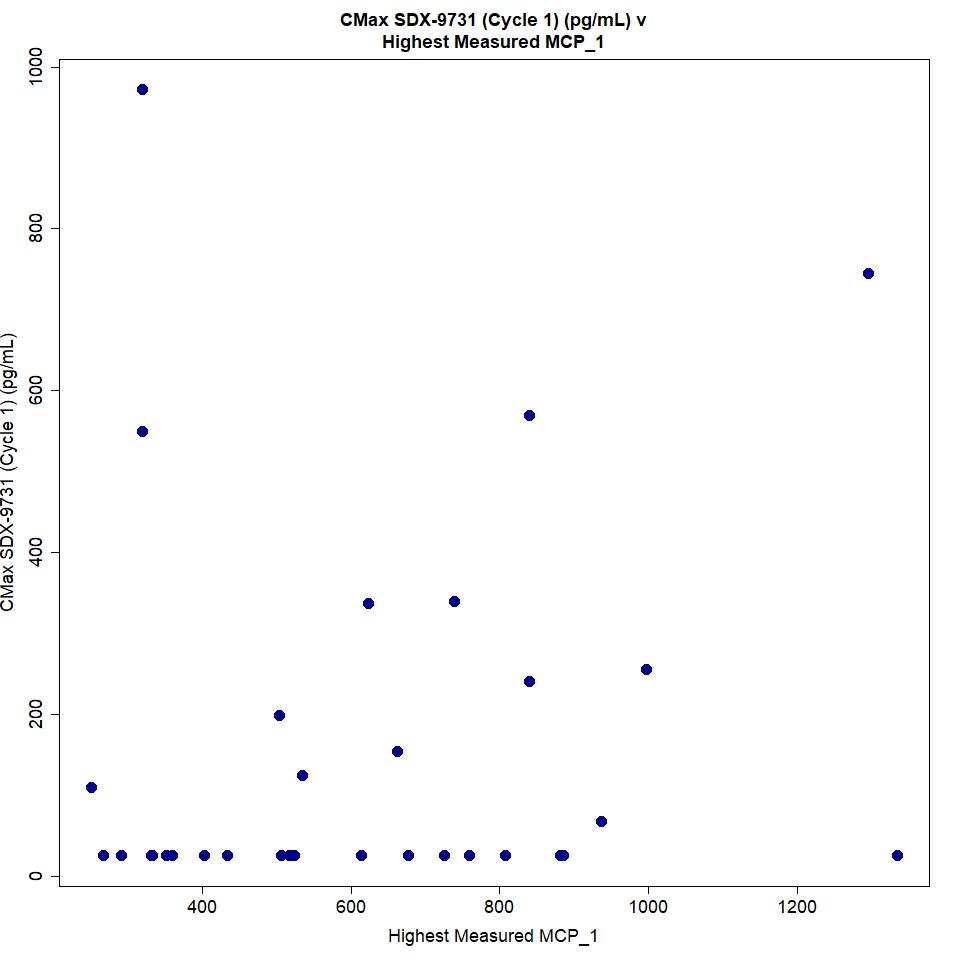 CMax SDX-9731 (Cycle 1) (pg/mL) v
Highest Measured MCP_1
1000
800
600
400
200
0
CMax SDX-9731 (Cycle 1) (pg/mL)
400 600 800 1000 1200
Highest Measured MCP_1